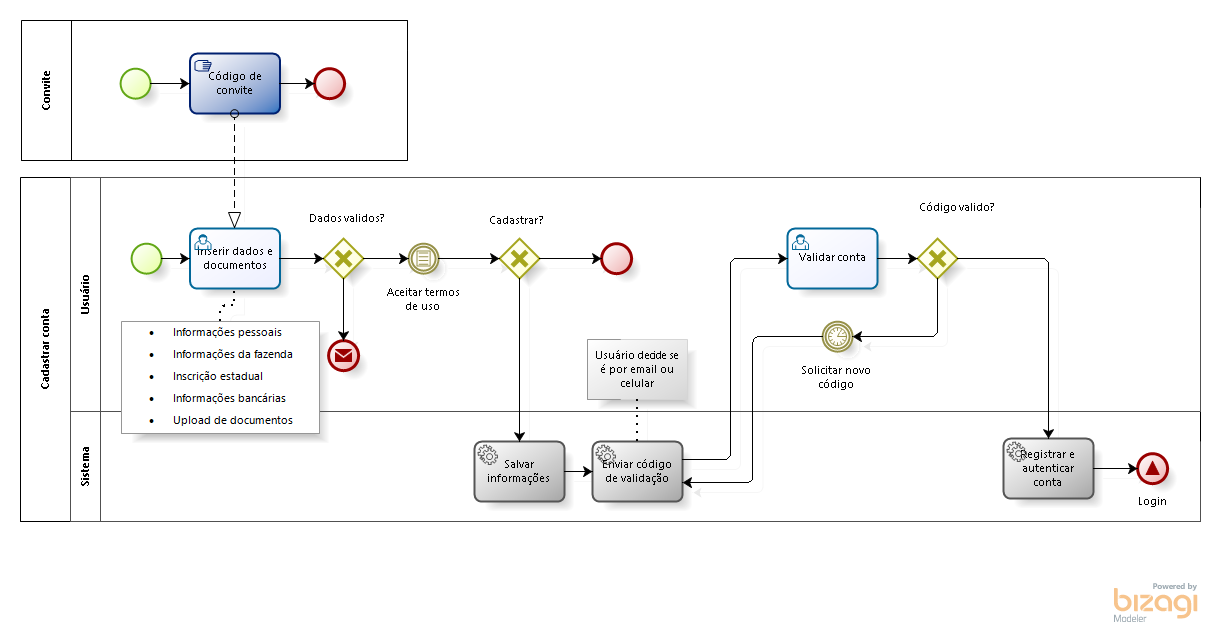 Convite
Código de
convite
Cadastrar conta
Usuário
Dados validos?
Cadastrar?
Código valido?
Inserir dados e
documentos
Validar conta
Aceitar termos
de uso
• Informações pessoais
• Informações da fazenda
• Inscrição estadual
• Informações bancárias
• Upload de documentos
Usuário decide se
é por email ou
celular
Solicitar novo
código
Sistema
Salvar
informações
Enviar código
de validação
Registrar e
autenticar
conta
Login
Powered by
bizagi
Modeler